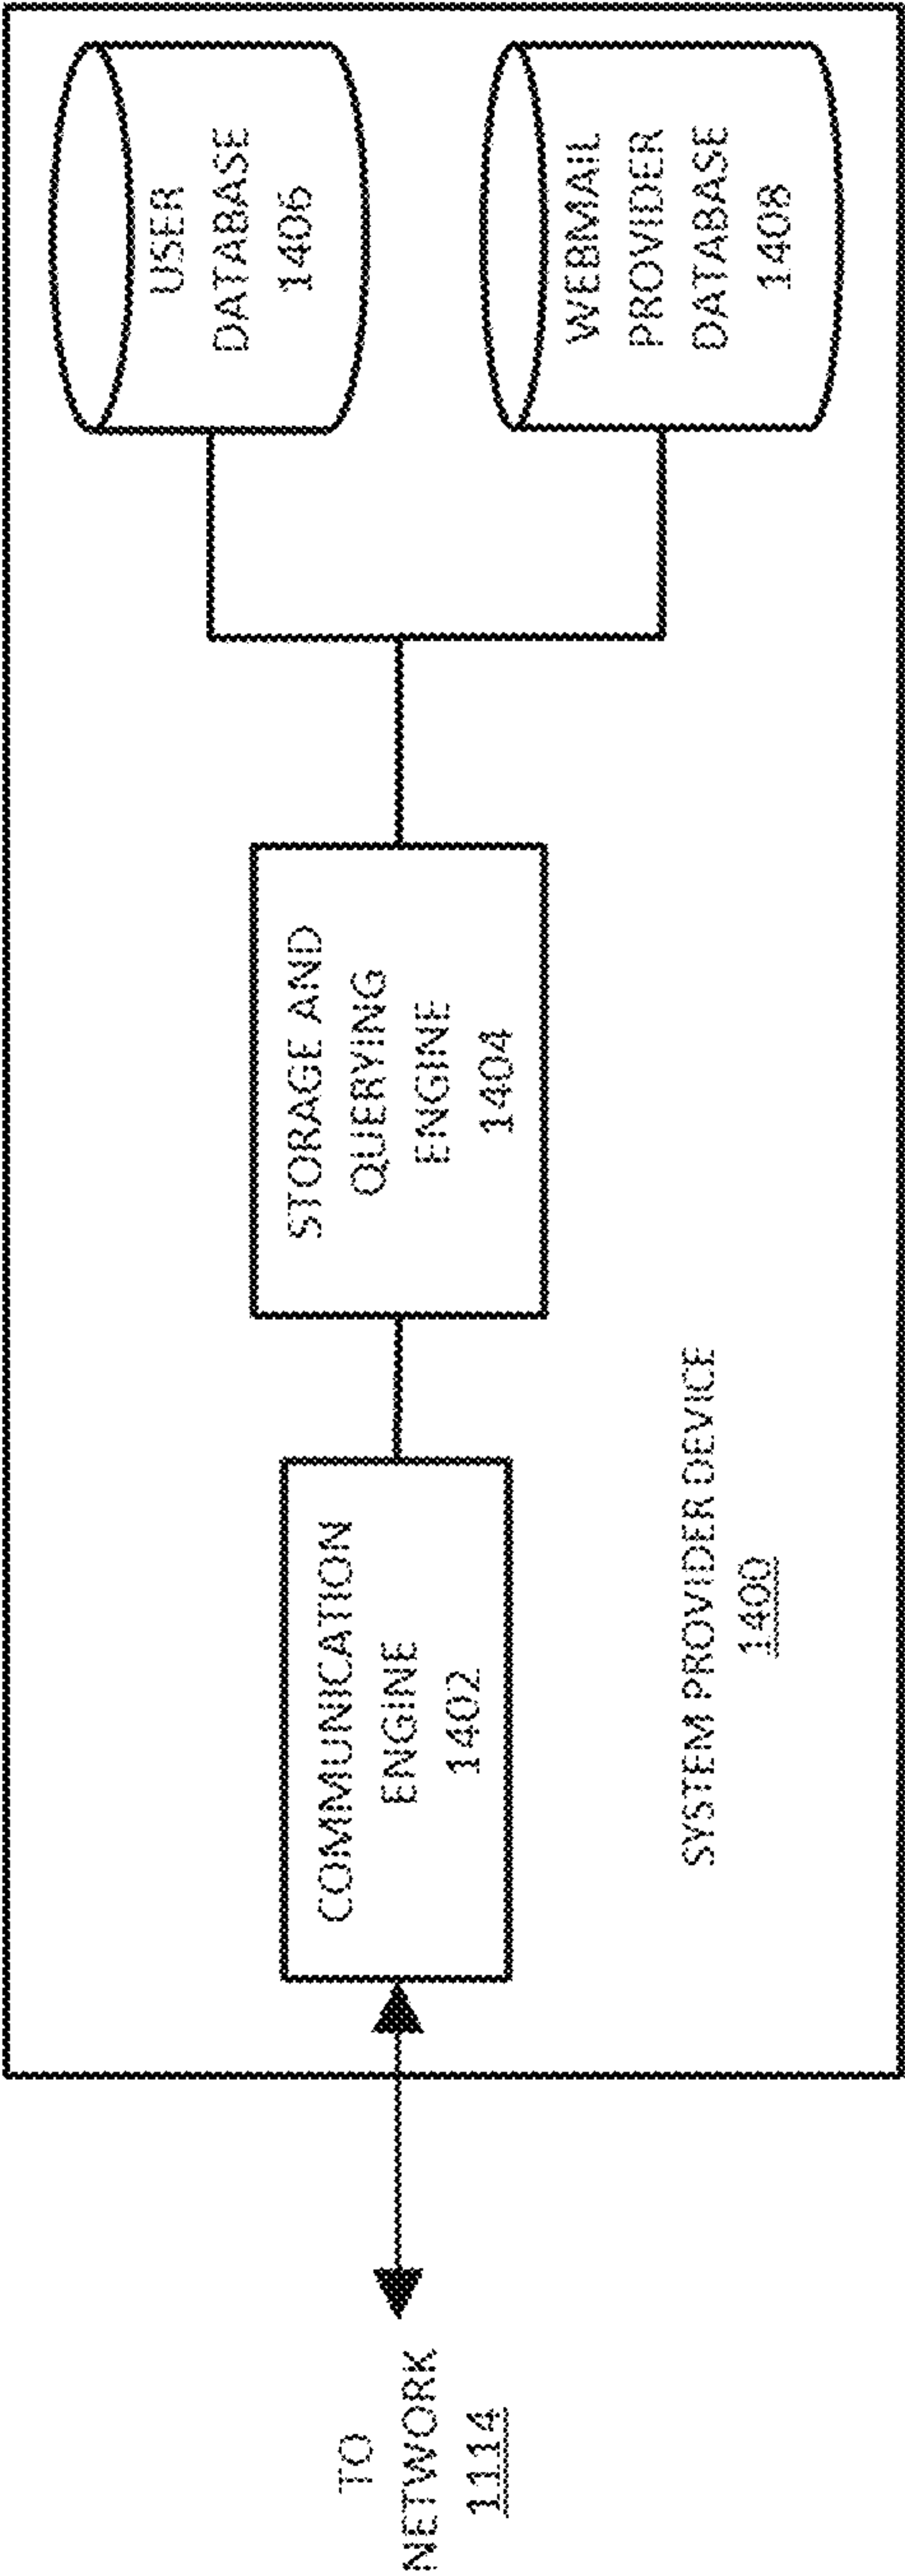 TO
NETWORK
1114
COMMUNICATION
ENGINE
1402
STORAGE AND
QUERYING
ENGINE
1404
USER
DATABASE
1406
WEBMAIL
PROVIDER
DATABASE
1408
SYSTEM PROVIDER DEVICE
1400